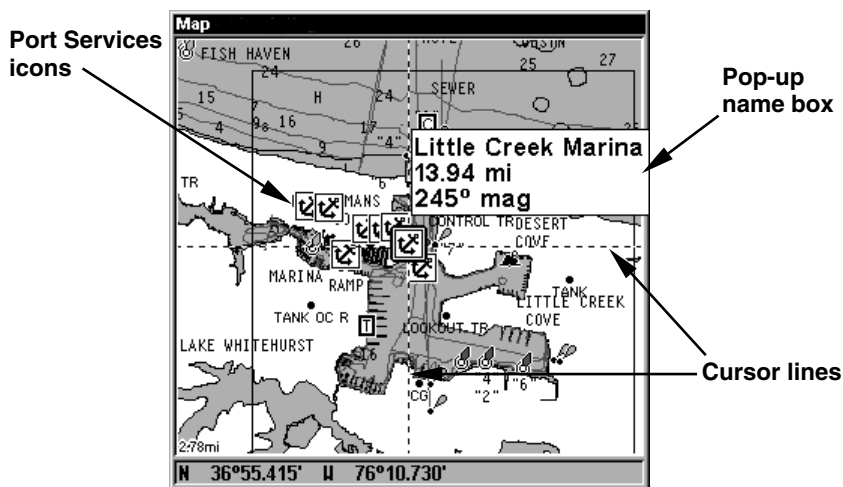 Port Services
icons
Pop-up
name box
Cursor lines
Map
FISH HAVEN
26
24
25
27
15
H
24
SEWER
7
16
17
4
9
"4"
C
6
Little Creek Marina
13.94 mi
245º mag
TR
MANS
CONTROL TR
DESERT
COVE
"7"
MARINA
RAMP
TANK
TANK OC R
T
LITTLE CREEK
COVE
LOOKOUT TR
LAKE WHITEHURST
16
4
"2"
"6"
CG
2.78mi
N 36º55.415' W 76º10.730'